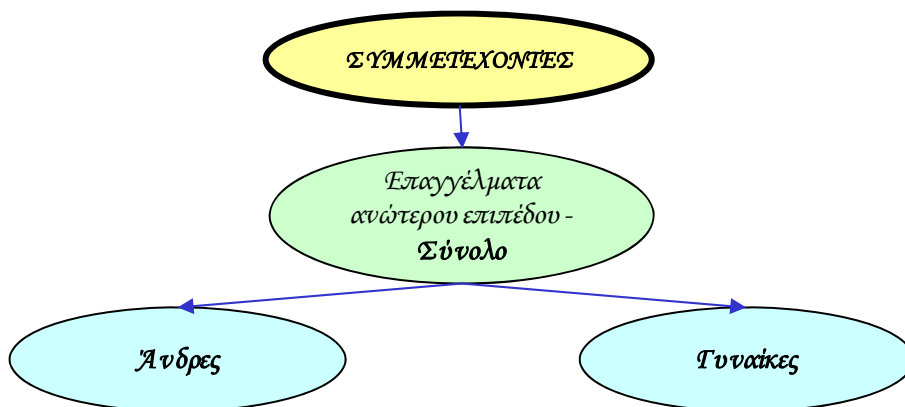 ΣΥΜΜΕΤΕΧΟΝΤΕΣ
Επαγγέλματα
ανώτερου επιπέδου -
Σύνολο
Άνδρες
Γυναίκες